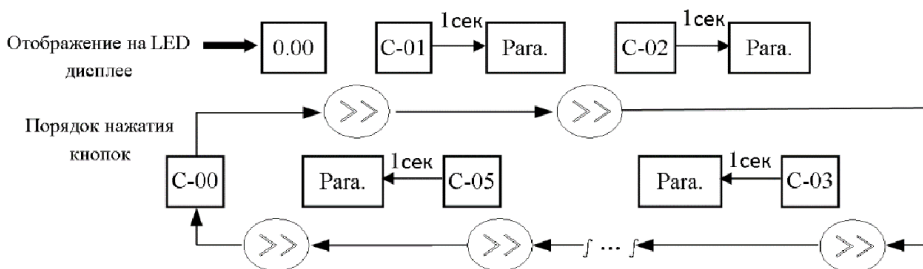 1сек 1сек
Отображение на LED дисплее 0.00 C-01 Para. C-02 Para.
Порядок нажатия кнопок
1сек 1сек
C-00 Para. C-05 Para. C-03
...